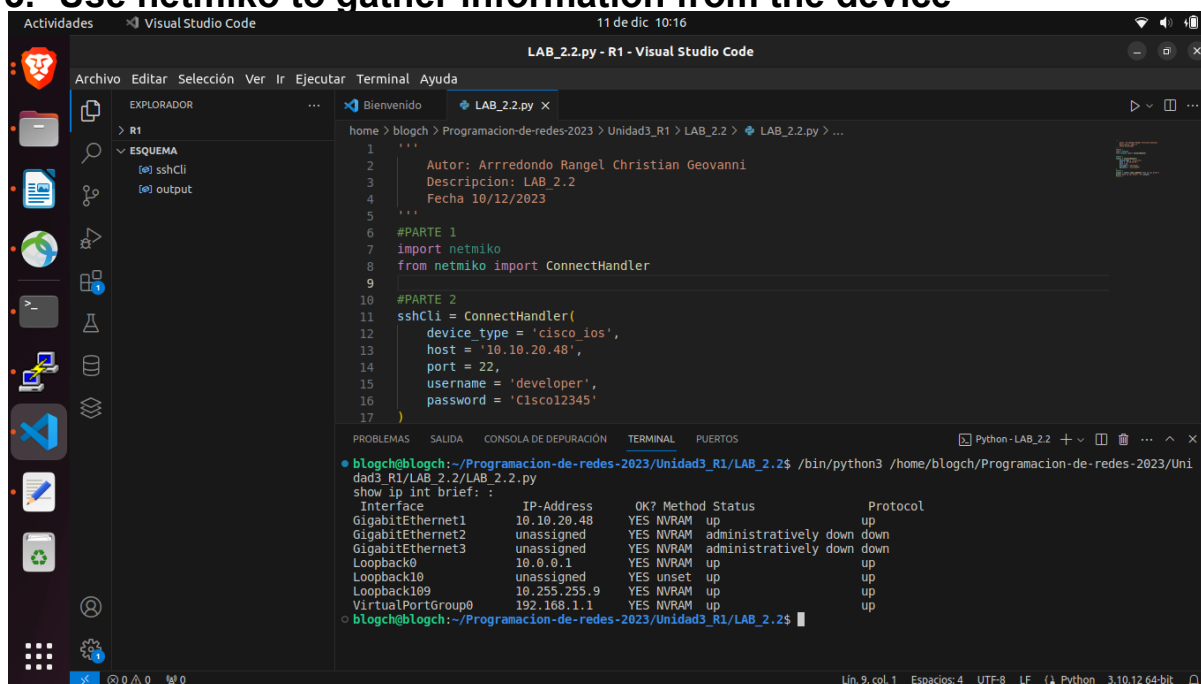 3. Use netmiko to gather information from the device
Actividades Visual Studio Code 11 de dic 10:16
LAB_2.2.py - R1 - Visual Studio Code
Archivo Editar Selección Ver Ir Ejecutar Terminal Ayuda
EXPLORADOR ...
> R1
ESQUEMA
sshCli
output
Bienvenido LAB_2.2.py ×
home > blogch > Programacion-de-redes-2023 > Unidad3_R1 > LAB_2.2 > LAB_2.2.py > ...
1 '''
2 Autor: Arrredondo Rangel Christian Geovanni
3 Descripcion: LAB_2.2
4 Fecha 10/12/2023
5 '''
6 #PARTE 1
7 import netmiko
8 from netmiko import ConnectHandler
9
10 #PARTE 2
11 sshCli = ConnectHandler(
12 device_type = 'cisco_ios',
13 host = '10.10.20.48',
14 port = 22,
15 username = 'developer',
16 password = 'C1sco12345'
17 )
PROBLEMAS SALIDA CONSOLA DE DEPURACIÓN TERMINAL PUERTOS Python - LAB_2.2
blogch@blogch:~/Programacion-de-redes-2023/Unidad3_R1/LAB_2.2$ /bin/python3 /home/blogch/Programacion-de-redes-2023/Uni
dad3_R1/LAB_2.2/LAB_2.2.py
show ip int brief: :
Interface IP-Address OK? Method Status Protocol
GigabitEthernet1 10.10.20.48 YES NVRAM up up
GigabitEthernet2 unassigned YES NVRAM administratively down down
GigabitEthernet3 unassigned YES NVRAM administratively down down
Loopback0 10.0.0.1 YES NVRAM up up
Loopback10 unassigned YES unset up up
Loopback109 10.255.255.9 YES NVRAM up up
VirtualPortGroup0 192.168.1.1 YES NVRAM up up
blogch@blogch:~/Programacion-de-redes-2023/Unidad3_R1/LAB_2.2$
0 0 0 Lín. 9, col. 1 Espacios: 4 UTF-8 LF Python 3.10.12 64-bit